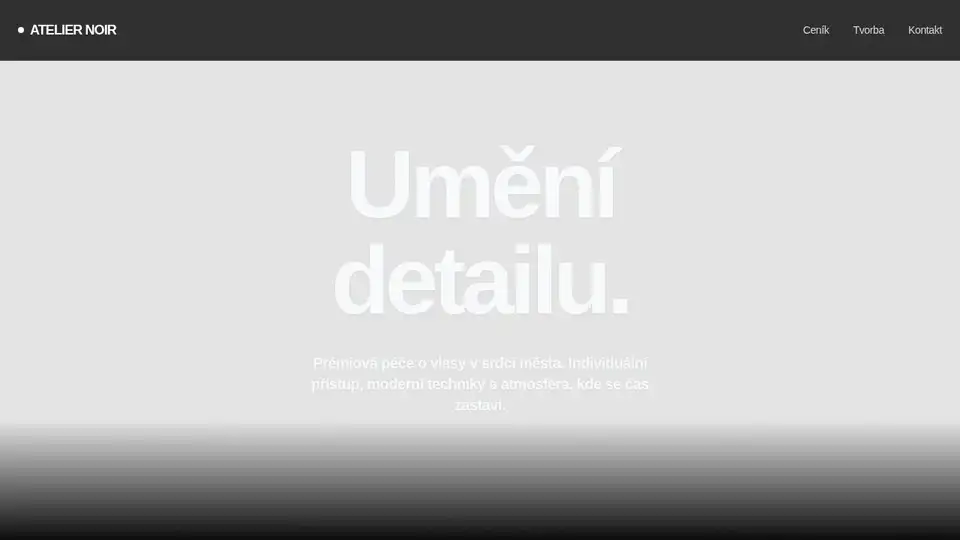 ATELIER NOIR
Ceník
Tvorba
Kontakt
Umění
detailu.
Prémiová péče o vlasy v srdci města. Individuální
přístup, moderní techniky a atmosféra, kde se čas
zastaví.